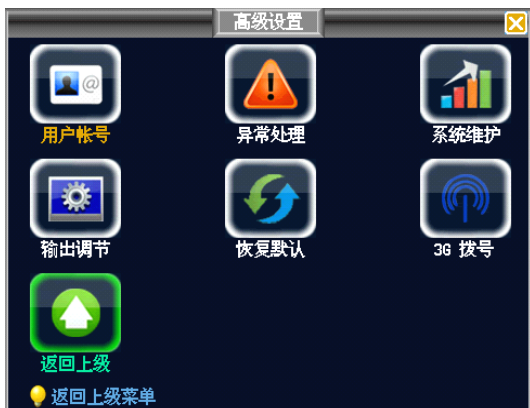 高级设置
用户帐号
异常处理
系统维护
输出调节
恢复默认
3G 拨号
返回上级
返回上级菜单